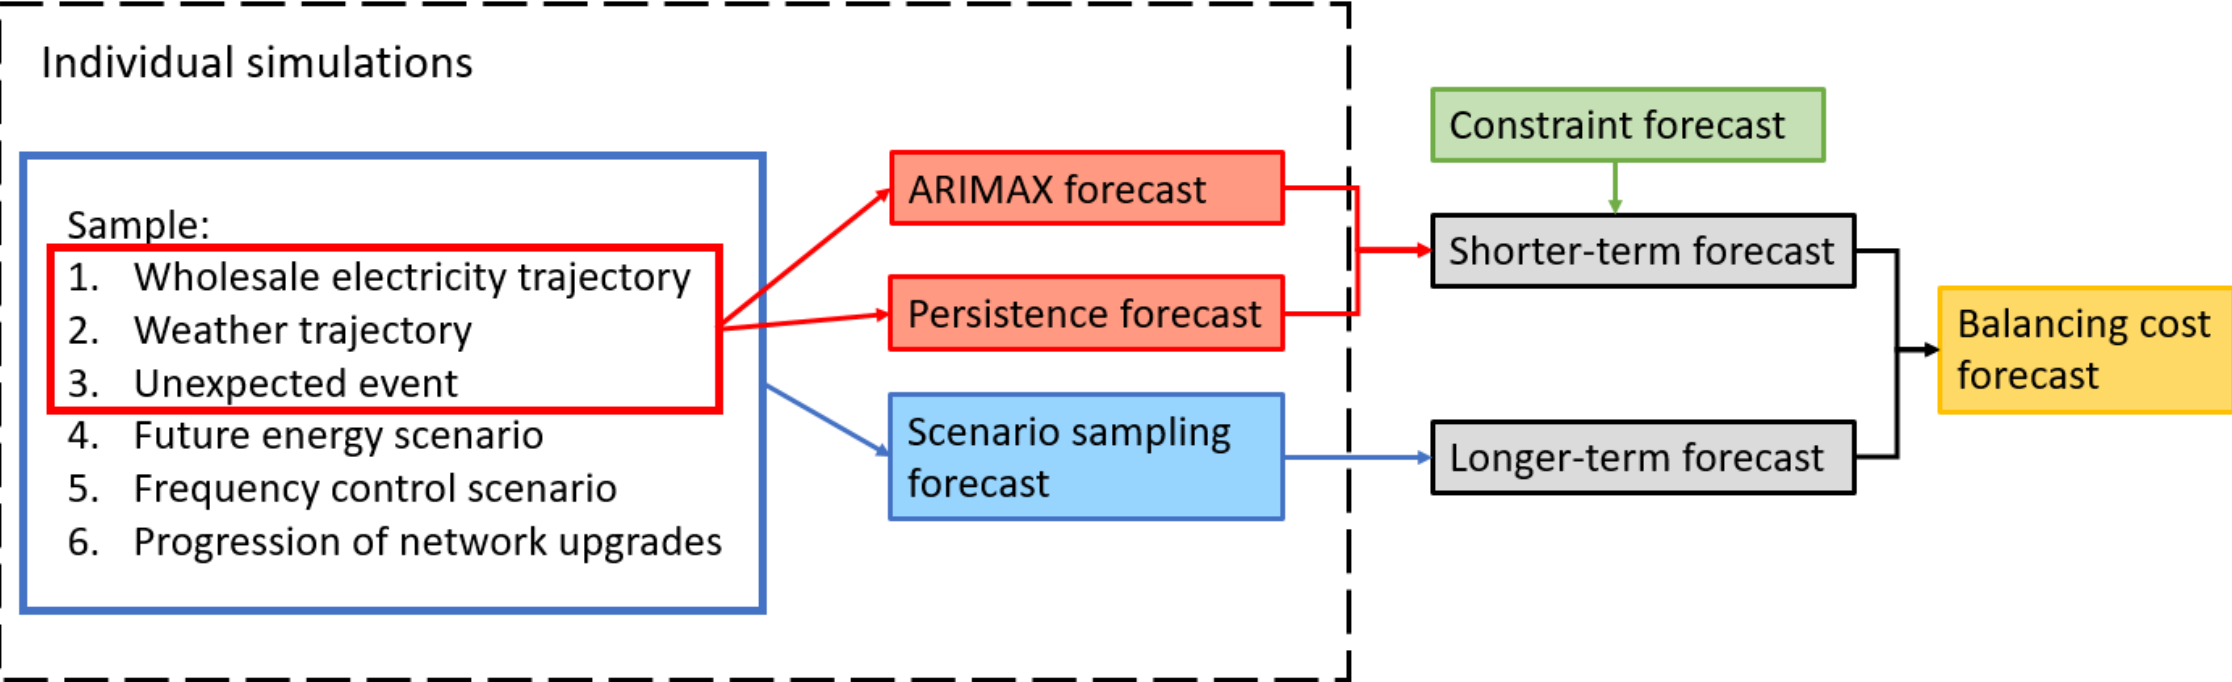 Individual simulations
Sample:
1. Wholesale electricity trajectory
2. Weather trajectory
3. Unexpected event
4. Future energy scenario
5. Frequency control scenario
6. Progression of network upgrades
ARIMAX forecast
Persistence forecast
Scenario sampling
forecast
Constraint forecast
Shorter-term forecast
Longer-term forecast
Balancing cost
forecast